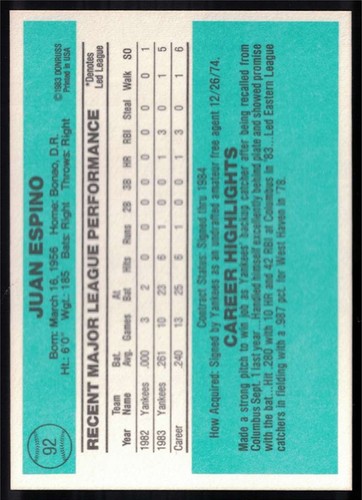 92
JUAN ESPINO
Born: March 16, 1956 Home: Bonao, D.R.
Ht.: 6'0" Wgt.: 185 Bats: Right Throws: Right
©1983 DONRUSS
Printed in USA
RECENT MAJOR LEAGUE PERFORMANCE
*Denotes
Led League
Year Team Name Bat. Avg. Games At Bat Hits Runs 2B 3B HR RBI Steal Walk SO
1982 Yankees .000 3 2 0 0 0 0 0 0 0 0 1
1983 Yankees .261 10 23 6 1 0 0 1 3 0 1 5
Career .240 13 25 6 1 0 0 1 3 0 1 6
Contract Status: Signed thru 1984
How Acquired: Signed by Yankees as an undrafted amateur free agent 12/26/74.
CAREER HIGHLIGHTS
Made a strong pitch to win job as Yankees' backup catcher after being recalled from
Columbus Sept. 1 last year...Handled himself excellently behind plate and showed promise
with the bat...Hit .280 with 10 HR and 42 RBI at Columbus in '83...Led Eastern League
catchers in fielding with a .987 pct. for West Haven in '78.